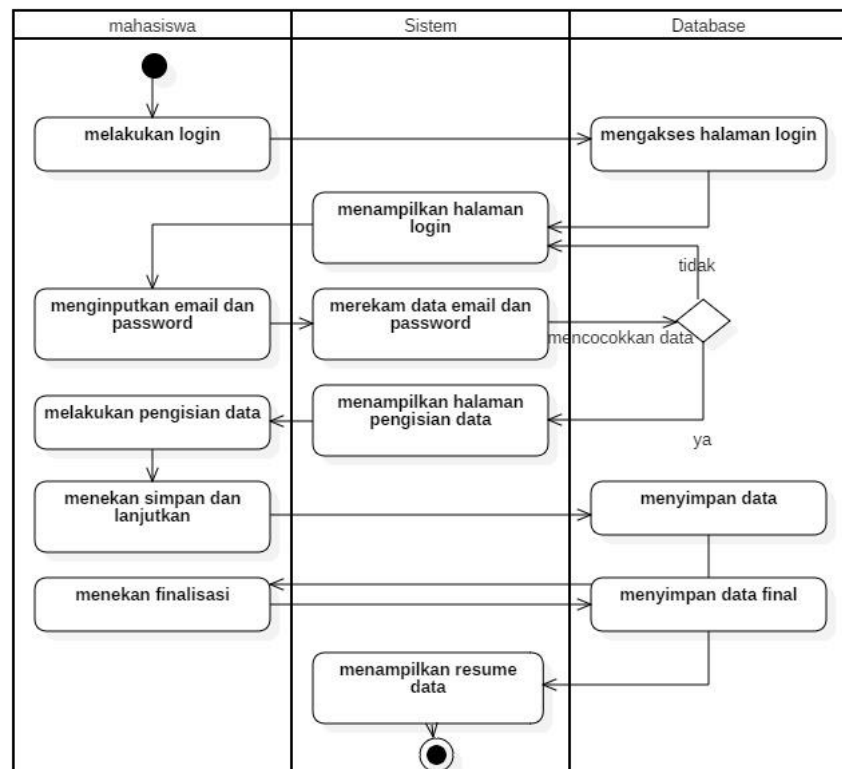 mahasiswa
Sistem
Database
melakukan login
mengakses halaman login
menampilkan halaman
login
tidak
menginputkan email dan
password
merekam data email dan
password
mencocokkan data
melakukan pengisian data
menampilkan halaman
pengisian data
ya
menekan simpan dan
lanjutkan
menyimpan data
menekan finalisasi
menyimpan data final
menampilkan resume
data